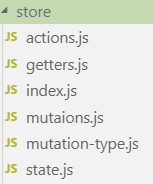 store
JS actions.js
JS getters.js
JS index.js
JS mutaions.js
JS mutation-type.js
JS state.js